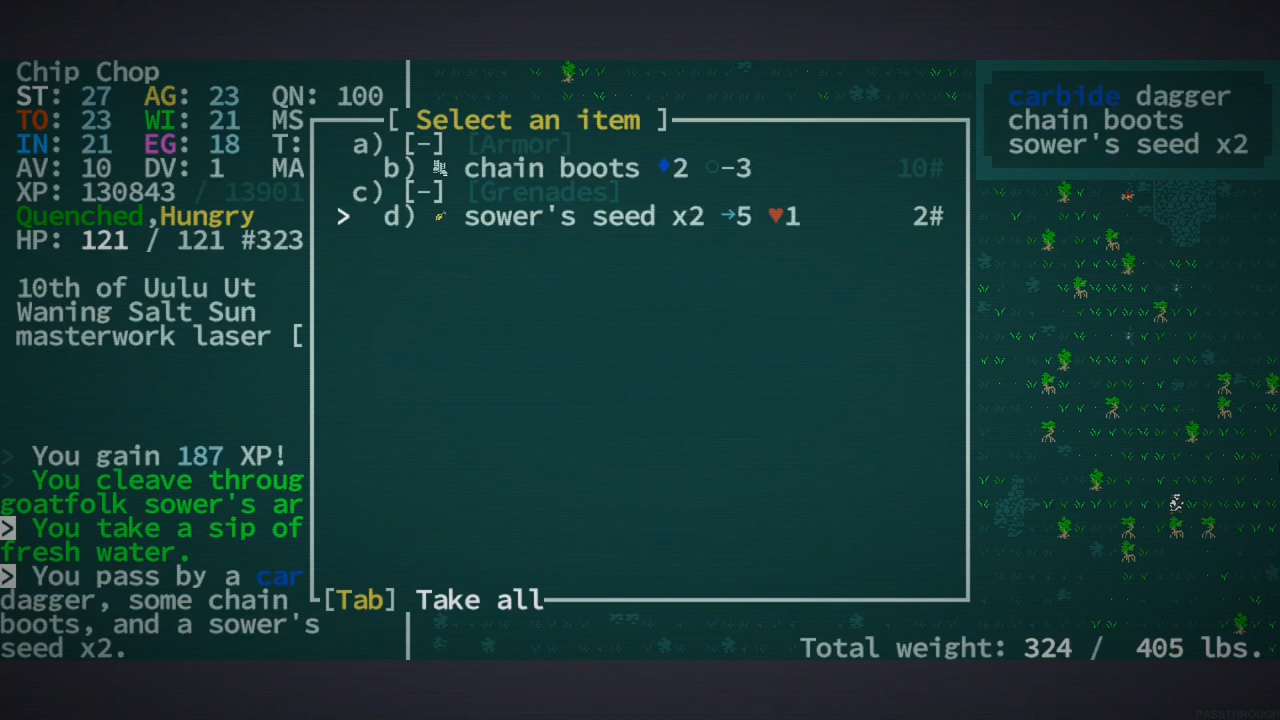 Chip Chop
ST: 27 AG: 23 QN: 100
TO: 23 WI: 21 MS
IN: 21 EG: 18 T:
AV: 10 DV: 1 MA
XP: 130843 / 13901
Quenched, Hungry
HP: 121 / 121 #323
10th of Uulu Ut
Waning Salt Sun
masterwork laser [
> You gain 187 XP!
> You cleave throug
goatfolk sower's ar
> You take a sip of
fresh water.
> You pass by a car
dagger, some chain
boots, and a sower's
seed x2.
[ Select an item ]
a) [-] [Armor]
b) chain boots ♦2 ○-3 10#
c) [-] [Grenades]
> d) sower's seed x2 →5 ♥1 2#
[Tab] Take all
carbide dagger
chain boots
sower's seed x2
Total weight: 324 / 405 lbs.